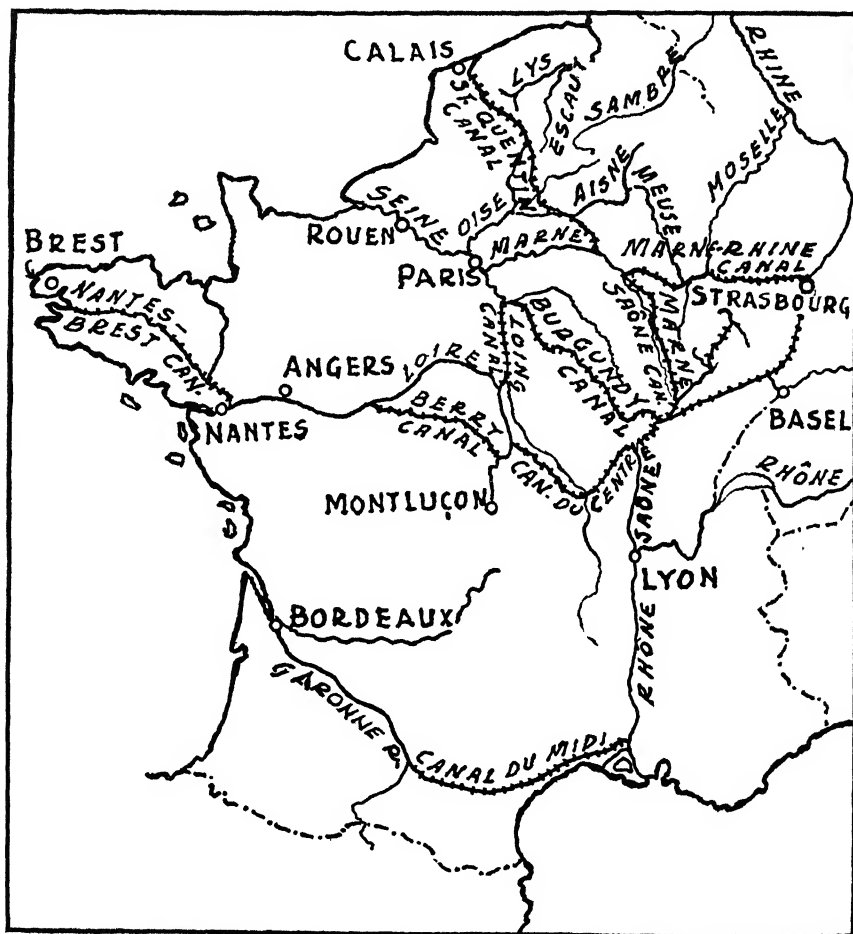 CALAIS
LYS
ESCAUT
SAMBRE
RHINE
ST. QUENTIN
CANAL
MOSELLE
AISNE
MEUSE
SEINE
OISE
ROUEN
MARNE
PARIS
MARNE-RHINE
CANAL
STRASBOURG
BREST
NANTES-
BREST CAN.
ANGERS
LOIRE
LOING
CANAL
BURGUNDY
CANAL
SAÔNE CAN.
MARNE
NANTES
BERRY
CANAL
BASEL
CAN. DU
CENTRE
RHÔNE
MONTLUÇON
SAÔNE
LYON
BORDEAUX
RHÔNE
GARONNE R.
CANAL DU MIDI